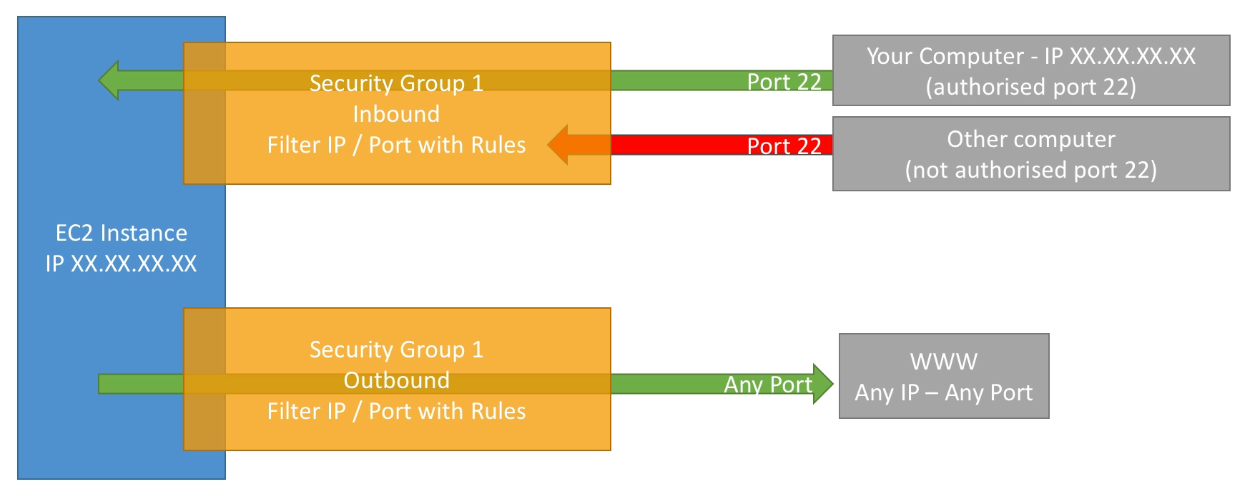 Your Computer - IP XX.XX.XX.XX
(authorised port 22)
Port 22
Security Group 1
Inbound
Filter IP / Port with Rules
Port 22
Other computer
(not authorised port 22)
EC2 Instance
IP XX.XX.XX.XX
Security Group 1
Outbound
Filter IP / Port with Rules
Any Port
WWW
Any IP – Any Port